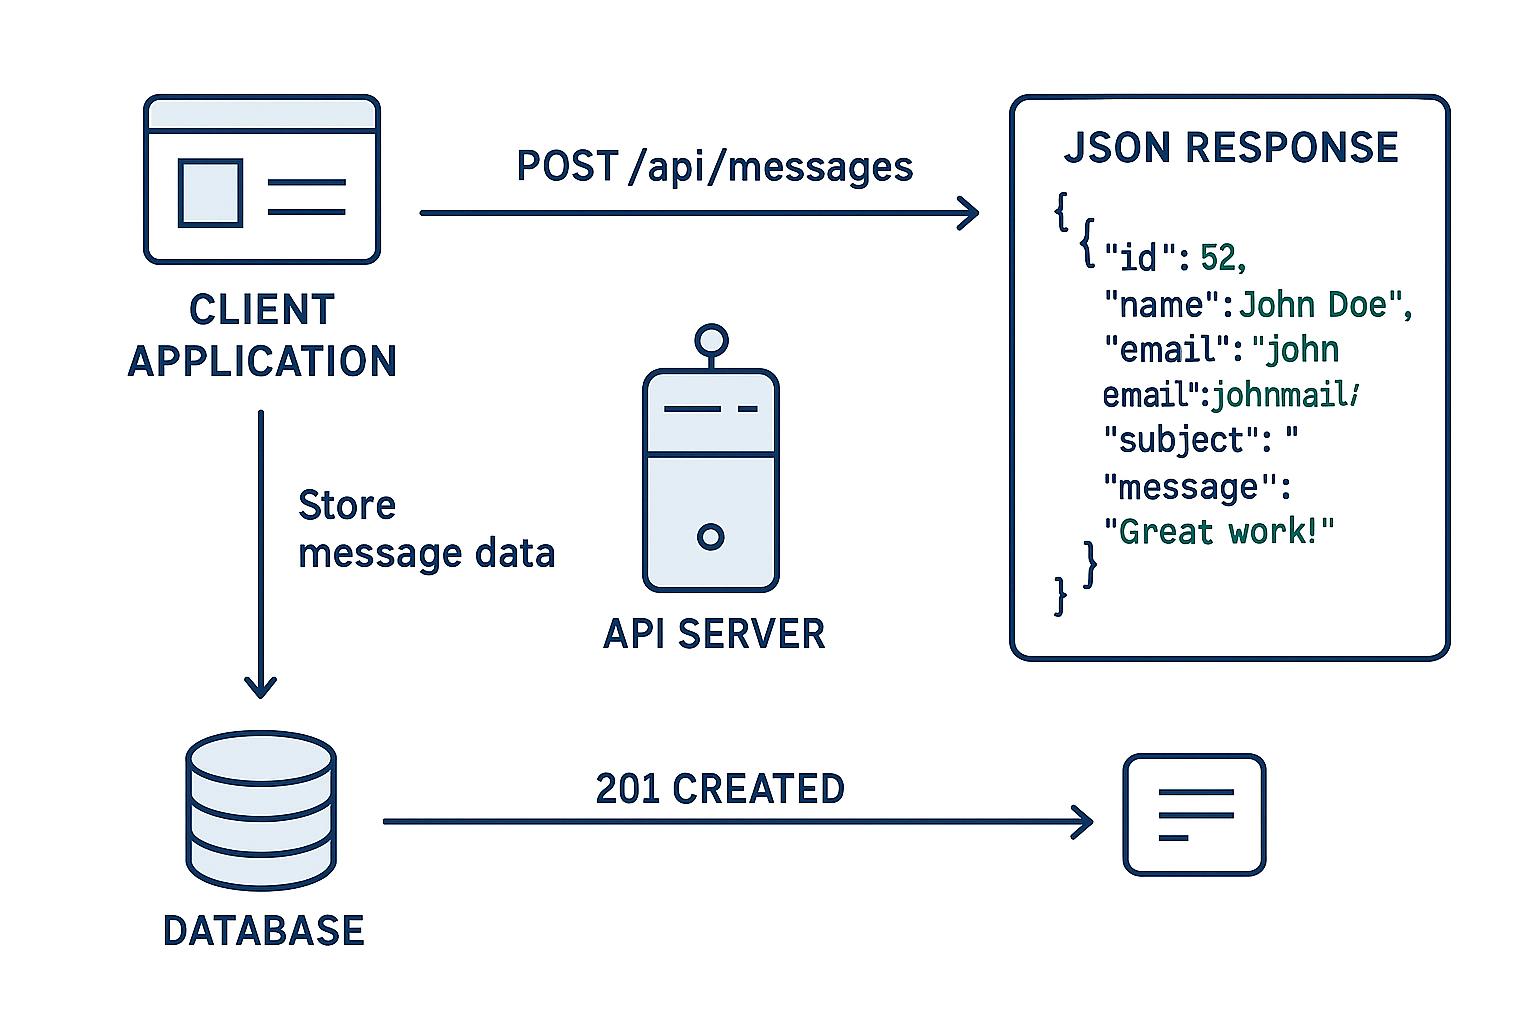 POST /api/messages
CLIENT
APPLICATION
Store
message data
API SERVER
JSON RESPONSE
{
{
"id": 52,
"name": John Doe",
"email": "john
email":johnmail;
"subject": "
"message":
"Great work!"
}
}
201 CREATED
DATABASE